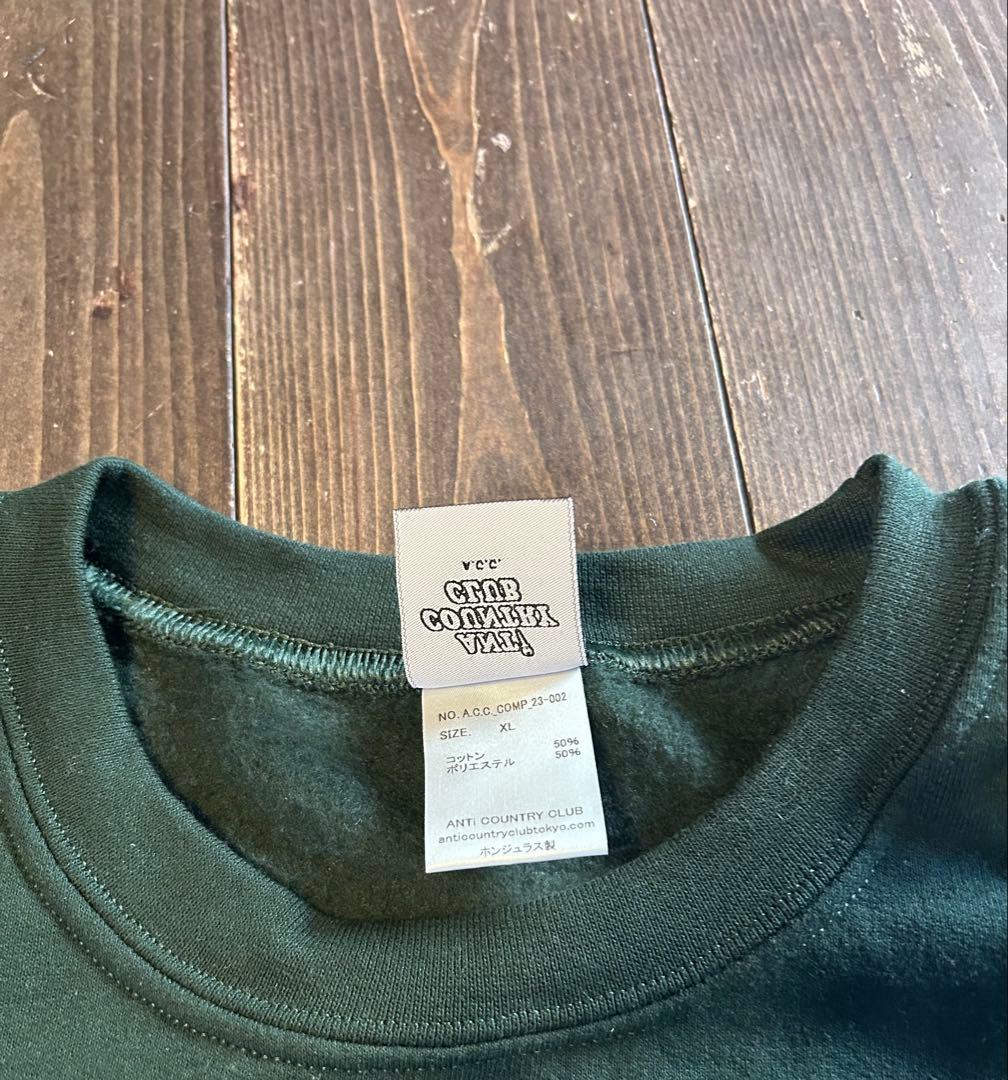 ANTi
COUNTRY
CLUB
A.C.C.
NO. A.C.C._COMP_23-002
SIZE. XL
コットン 50%
ポリエステル 50%
ANTi COUNTRY CLUB
anticountryclubtokyo.com
ホンジュラス製